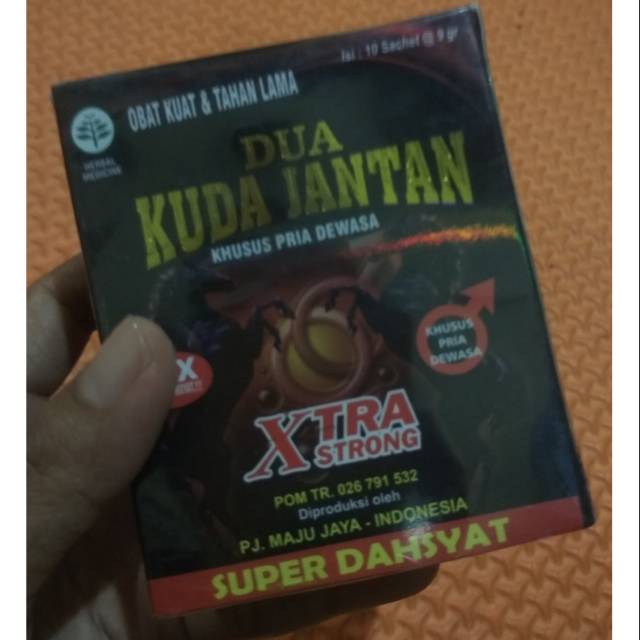 Isi : 10 Sachet @ 9 gr
OBAT KUAT & TAHAN LAMA
HERBAL
MEDICINE
DUA
KUDA JANTAN
KHUSUS PRIA DEWASA
KHUSUS
PRIA
DEWASA
X
XTRA
STRONG
POM TR. 026 791 532
Diproduksi oleh
PJ. MAJU JAYA - INDONESIA
SUPER DAHSYAT